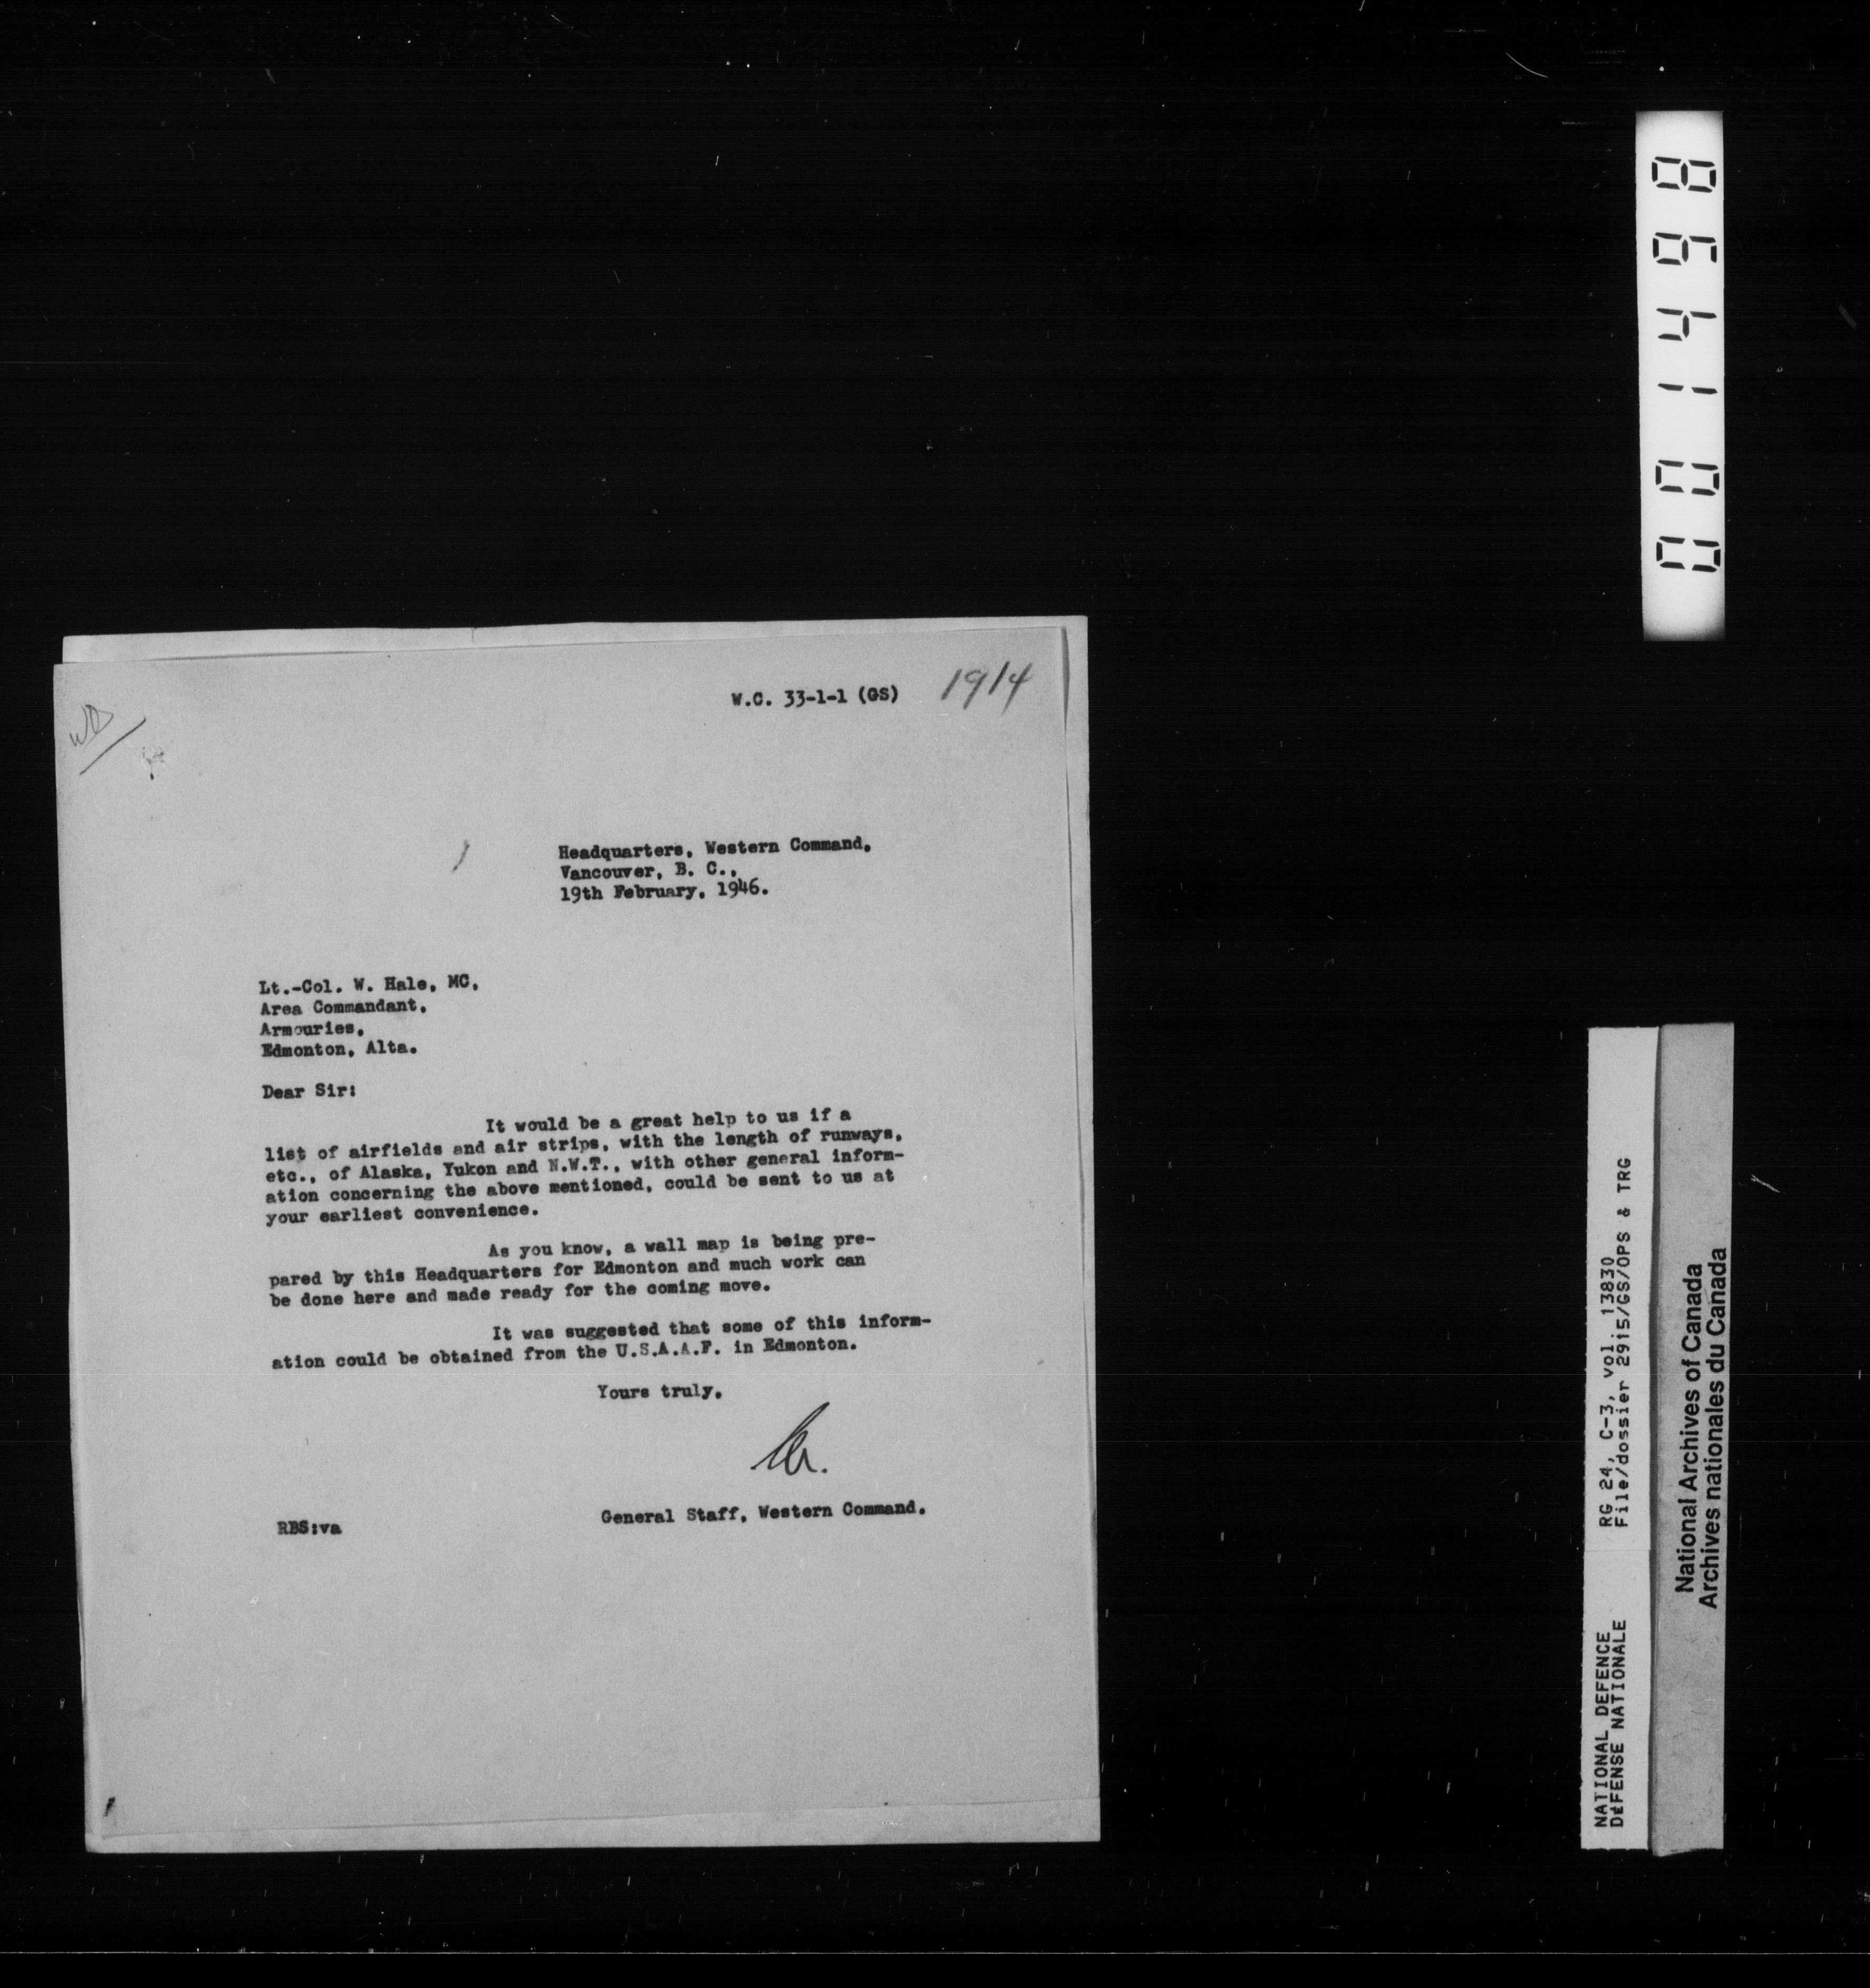 W.C. 33-1-1 (GS)
1914
Headquarters, Western Command,
Vancouver, B. C.,
19th February, 1946.
Lt.-Col. W. Hale, MC,
Area Commandant,
Armouries,
Edmonton, Alta.
Dear Sir:
It would be a great help to us if a
list of airfields and air strips, with the length of runways,
etc., of Alaska, Yukon and N.W.T., with other general inform-
ation concerning the above mentioned, could be sent to us at
your earliest convenience.
As you know, a wall map is being pre-
pared by this Headquarters for Edmonton and much work can
be done here and made ready for the coming move.
It was suggested that some of this inform-
ation could be obtained from the U.S.A.A.F. in Edmonton.
Yours truly,
General Staff, Western Command.
RBS:va
001498
NATIONAL DEFENCE RG 24, C-3, vol. 13830
DÉFENSE NATIONALE File/dossier 2915/GS/OPS & TRG
National Archives of Canada
Archives nationales du Canada